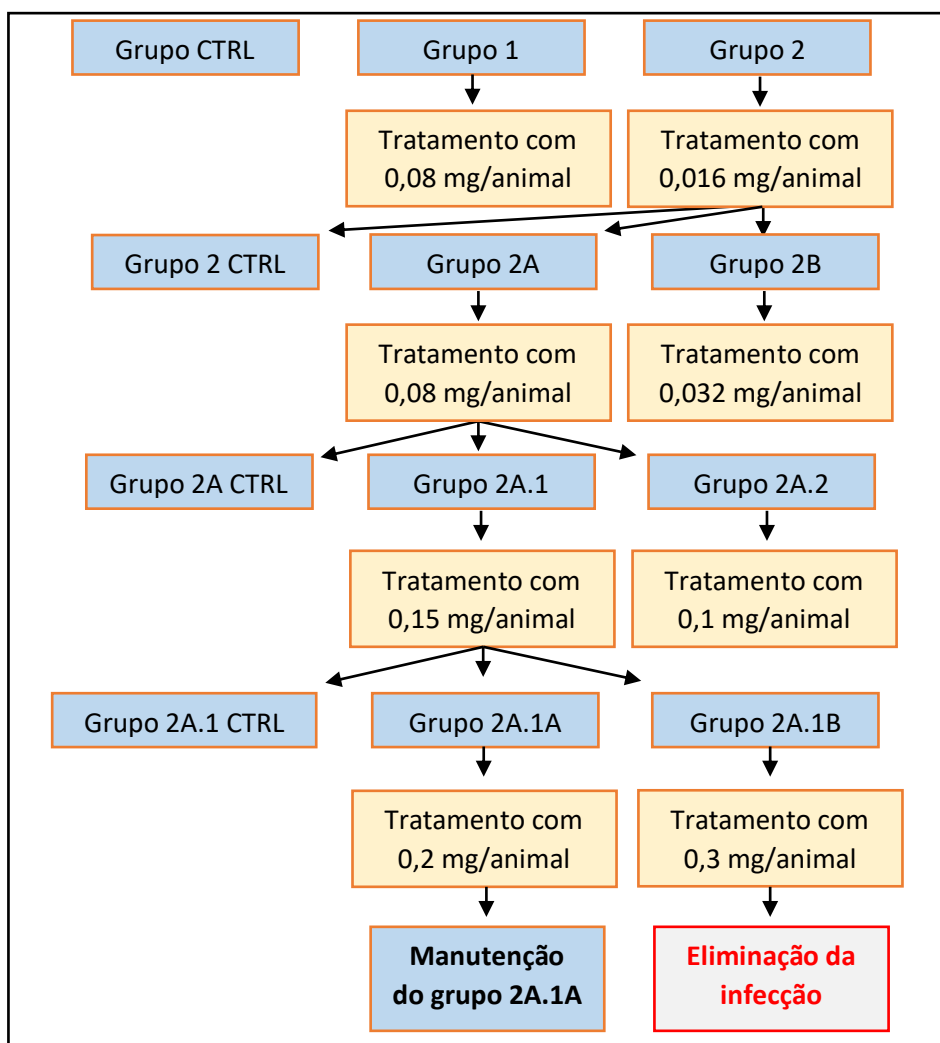 Grupo CTRL
Grupo 1
Grupo 2
Tratamento com
0,08 mg/animal
Tratamento com
0,016 mg/animal
Grupo 2 CTRL
Grupo 2A
Grupo 2B
Tratamento com
0,08 mg/animal
Tratamento com
0,032 mg/animal
Grupo 2A CTRL
Grupo 2A.1
Grupo 2A.2
Tratamento com
0,15 mg/animal
Tratamento com
0,1 mg/animal
Grupo 2A.1 CTRL
Grupo 2A.1A
Grupo 2A.1B
Tratamento com
0,2 mg/animal
Tratamento com
0,3 mg/animal
Manutenção
do grupo 2A.1A
Eliminação da
infecção